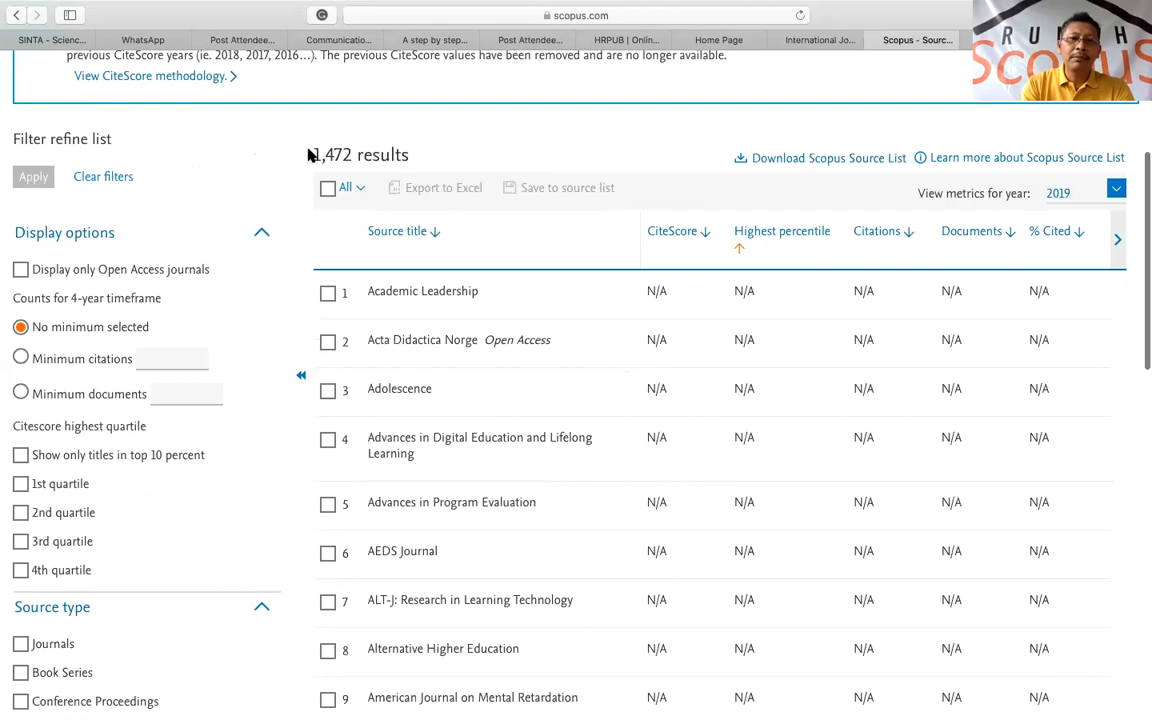 scopus.com
SINTA - Scienc...
WhatsApp
Post Attendee...
Communicatio...
A step by step...
Post Attendee...
HRPUB | Onlin...
Home Page
International Jo...
Scopus - Sourc...
previous CiteScore years (ie. 2018, 2017, 2016...). The previous CiteScore values have been removed and are no longer available.
View CiteScore methodology. >
RUM H
Scopus
Filter refine list
Apply
Clear filters
Display options
Display only Open Access journals
Counts for 4-year timeframe
No minimum selected
Minimum citations
Minimum documents
Citescore highest quartile
Show only titles in top 10 percent
1st quartile
2nd quartile
3rd quartile
4th quartile
Source type
Journals
Book Series
Conference Proceedings
1,472 results
Download Scopus Source List
Learn more about Scopus Source List
All
Export to Excel
Save to source list
View metrics for year: 2019
Source title ↓ CiteScore ↓ Highest percentile ↑ Citations ↓ Documents ↓ % Cited ↓
1 Academic Leadership N/A N/A N/A N/A N/A
2 Acta Didactica Norge Open Access N/A N/A N/A N/A N/A
3 Adolescence N/A N/A N/A N/A N/A
4 Advances in Digital Education and Lifelong N/A N/A N/A N/A N/A
Learning
5 Advances in Program Evaluation N/A N/A N/A N/A N/A
6 AEDS Journal N/A N/A N/A N/A N/A
7 ALT-J: Research in Learning Technology N/A N/A N/A N/A N/A
8 Alternative Higher Education N/A N/A N/A N/A N/A
9 American Journal on Mental Retardation N/A N/A N/A N/A N/A